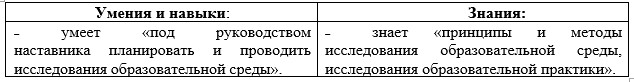 Умения и навыки:
Знания:
- умеет «под руководством
наставника планировать и проводить
исследования образовательной среды».
- знает «принципы и методы
исследования образовательной среды,
исследования образовательной практики».